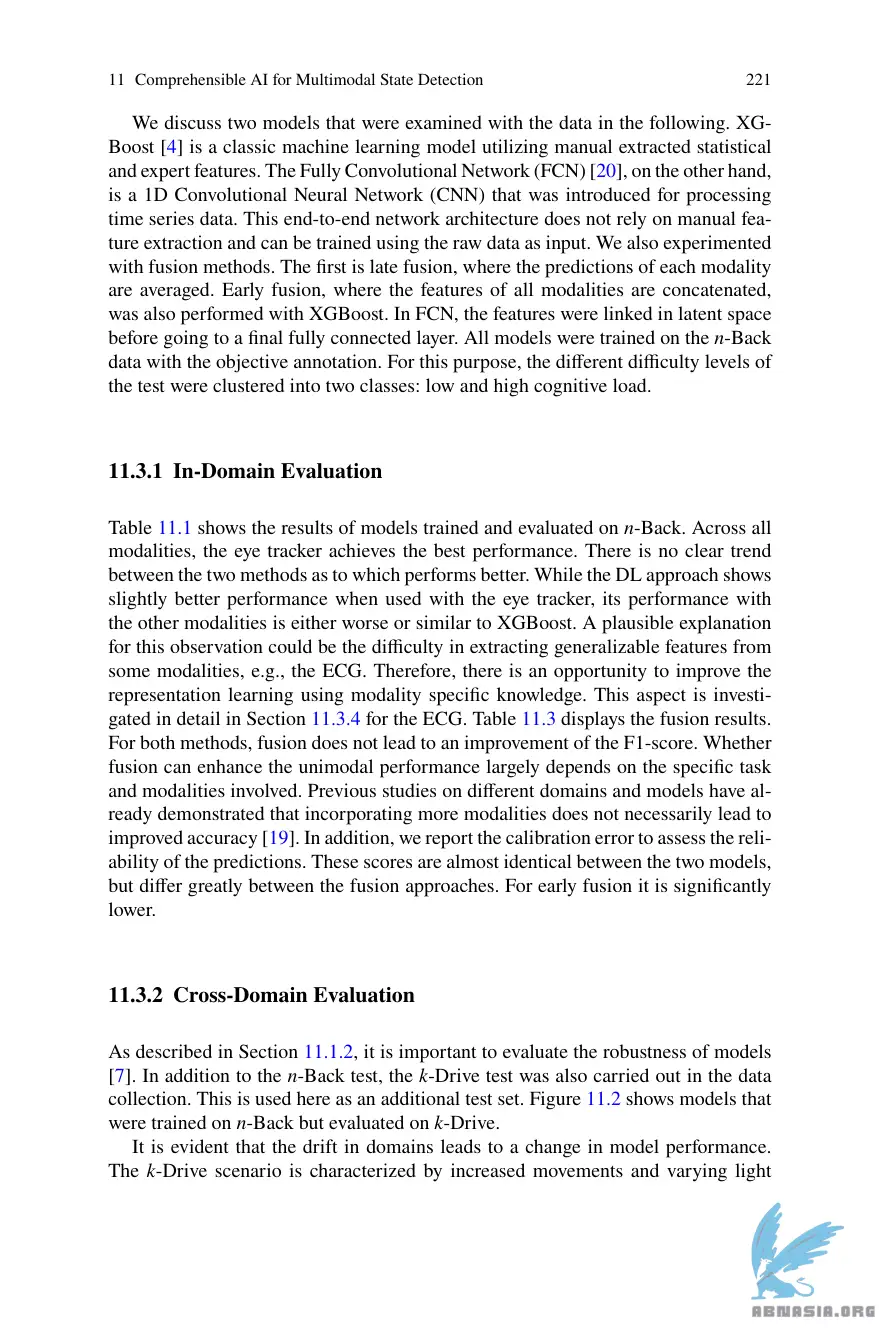 11 Comprehensible AI for Multimodal State Detection 221
We discuss two models that were examined with the data in the following. XG-
Boost [4] is a classic machine learning model utilizing manual extracted statistical
and expert features. The Fully Convolutional Network (FCN) [20], on the other hand,
is a 1D Convolutional Neural Network (CNN) that was introduced for processing
time series data. This end-to-end network architecture does not rely on manual fea-
ture extraction and can be trained using the raw data as input. We also experimented
with fusion methods. The first is late fusion, where the predictions of each modality
are averaged. Early fusion, where the features of all modalities are concatenated,
was also performed with XGBoost. In FCN, the features were linked in latent space
before going to a final fully connected layer. All models were trained on the n-Back
data with the objective annotation. For this purpose, the different difficulty levels of
the test were clustered into two classes: low and high cognitive load.
11.3.1 In-Domain Evaluation
Table 11.1 shows the results of models trained and evaluated on n-Back. Across all
modalities, the eye tracker achieves the best performance. There is no clear trend
between the two methods as to which performs better. While the DL approach shows
slightly better performance when used with the eye tracker, its performance with
the other modalities is either worse or similar to XGBoost. A plausible explanation
for this observation could be the difficulty in extracting generalizable features from
some modalities, e.g., the ECG. Therefore, there is an opportunity to improve the
representation learning using modality specific knowledge. This aspect is investi-
gated in detail in Section 11.3.4 for the ECG. Table 11.3 displays the fusion results.
For both methods, fusion does not lead to an improvement of the F1-score. Whether
fusion can enhance the unimodal performance largely depends on the specific task
and modalities involved. Previous studies on different domains and models have al-
ready demonstrated that incorporating more modalities does not necessarily lead to
improved accuracy [19]. In addition, we report the calibration error to assess the reli-
ability of the predictions. These scores are almost identical between the two models,
but differ greatly between the fusion approaches. For early fusion it is significantly
lower.
11.3.2 Cross-Domain Evaluation
As described in Section 11.1.2, it is important to evaluate the robustness of models
[7]. In addition to the n-Back test, the k-Drive test was also carried out in the data
collection. This is used here as an additional test set. Figure 11.2 shows models that
were trained on n-Back but evaluated on k-Drive.
It is evident that the drift in domains leads to a change in model performance.
The k-Drive scenario is characterized by increased movements and varying light
ABNASIA.ORG